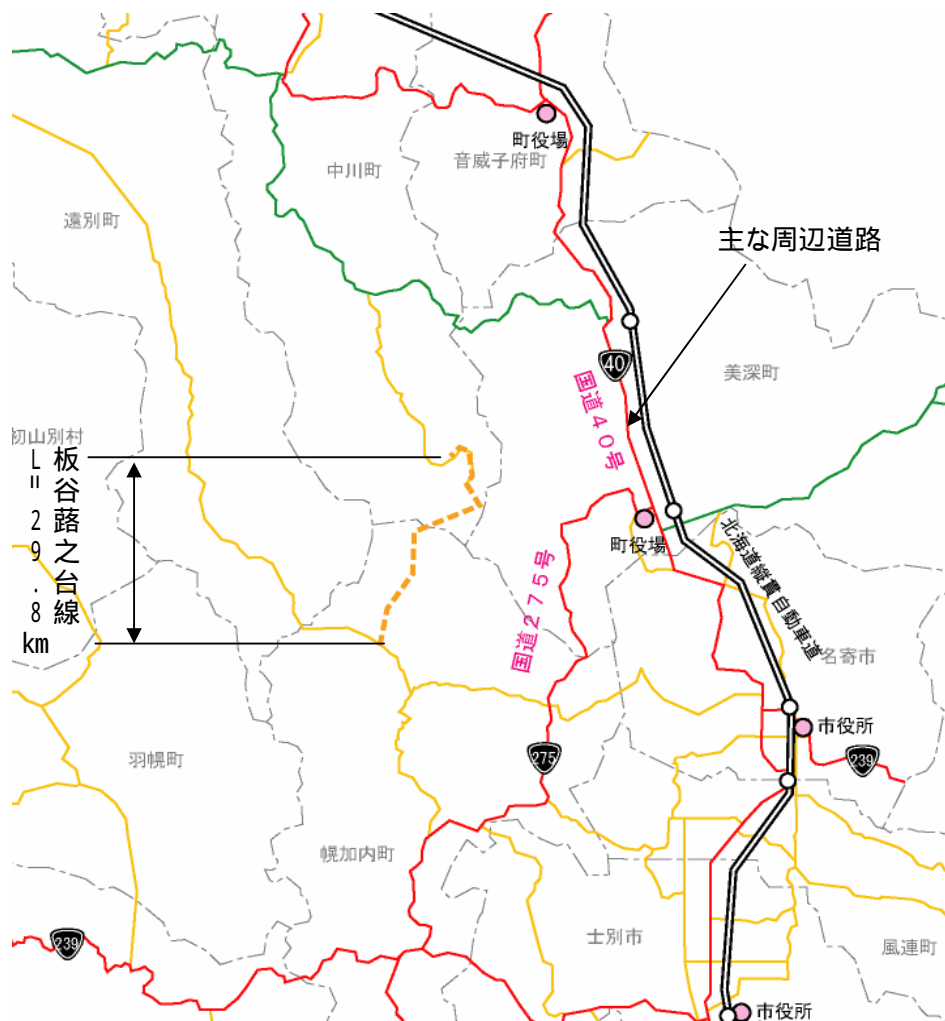 町役場
音威子府町
中川町
遠別町
主な周辺道路
40
国道40号
美深町
初山別村
板谷蕗之台線
L=29.8km
町役場
北海道縦貫自動車道
国道275号
名寄市
市役所
239
275
羽幌町
幌加内町
士別市
風連町
239
市役所